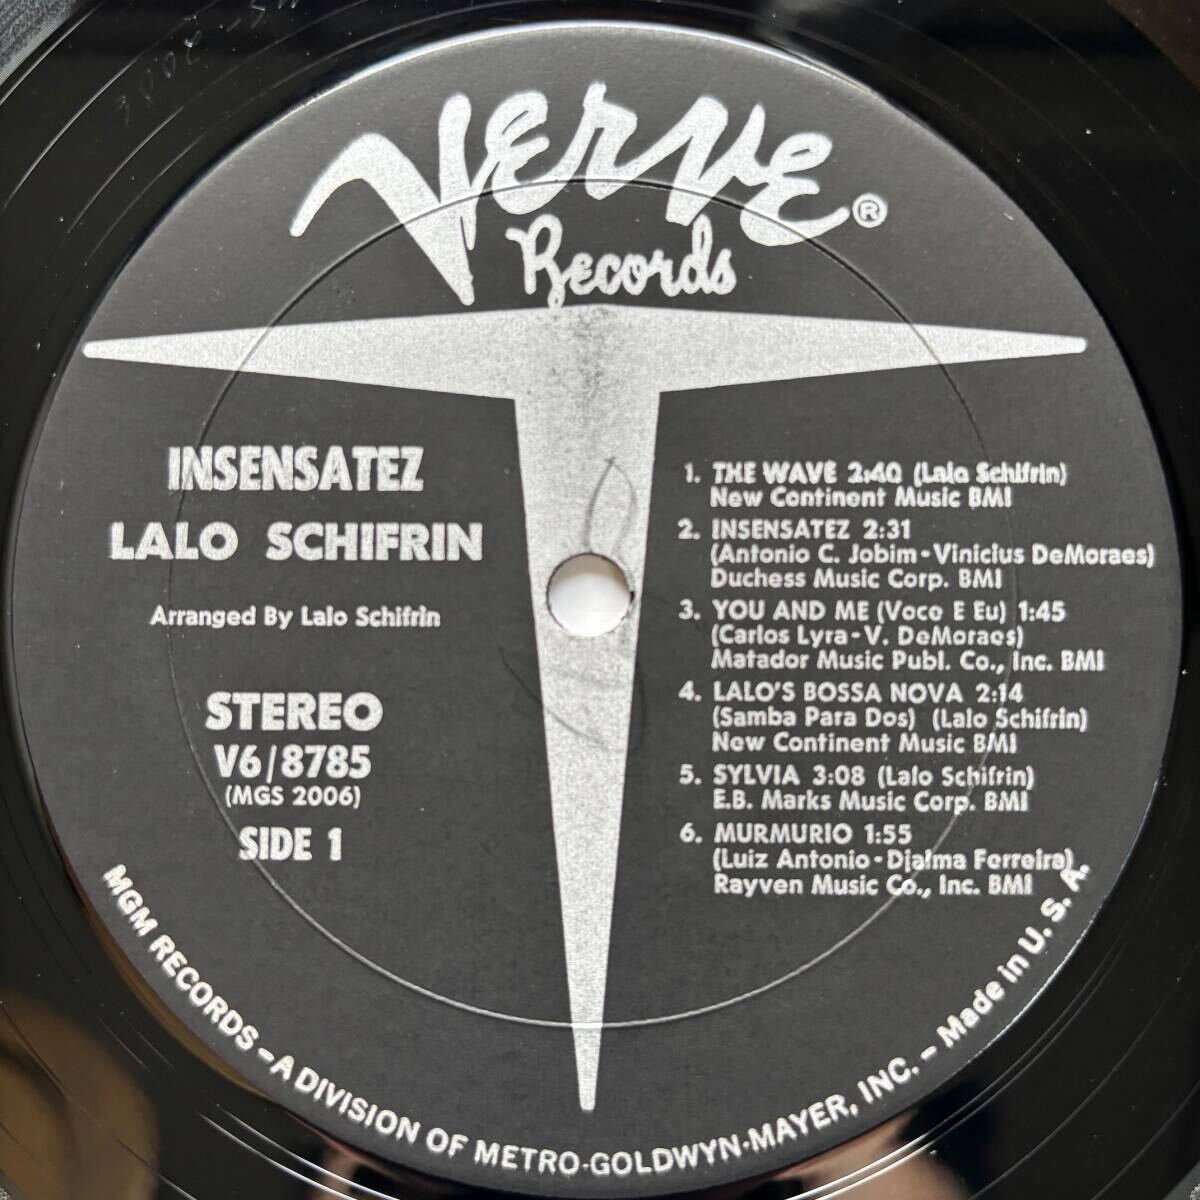 Verve®
Records
INSENSATEZ
LALO SCHIFRIN
Arranged By Lalo Schifrin
STEREO
V6/8785
(MGS 2006)
SIDE 1
1. THE WAVE 2:40 (Lalo Schifrin)
New Continent Music BMI
2. INSENSATEZ 2:31
(Antonio C. Jobim-Vinicius DeMoraes)
Duchess Music Corp. BMI
3. YOU AND ME (Voco E Eu) 1:45
(Carlos Lyra-V. DeMoraes)
Matador Music Publ. Co., Inc. BMI
4. LALO'S BOSSA NOVA 2:14
(Samba Para Dos) (Lalo Schifrin)
New Continent Music BMI
5. SYLVIA 3:08 (Lalo Schifrin)
E.B. Marks Music Corp. BMI
6. MURMURIO 1:55
(Luiz Antonio-Djalma Ferreira)
Rayven Music Co., Inc. BMI
MGM RECORDS – A DIVISION OF METRO-GOLDWYN-MAYER, INC. – Made in U. S. A.